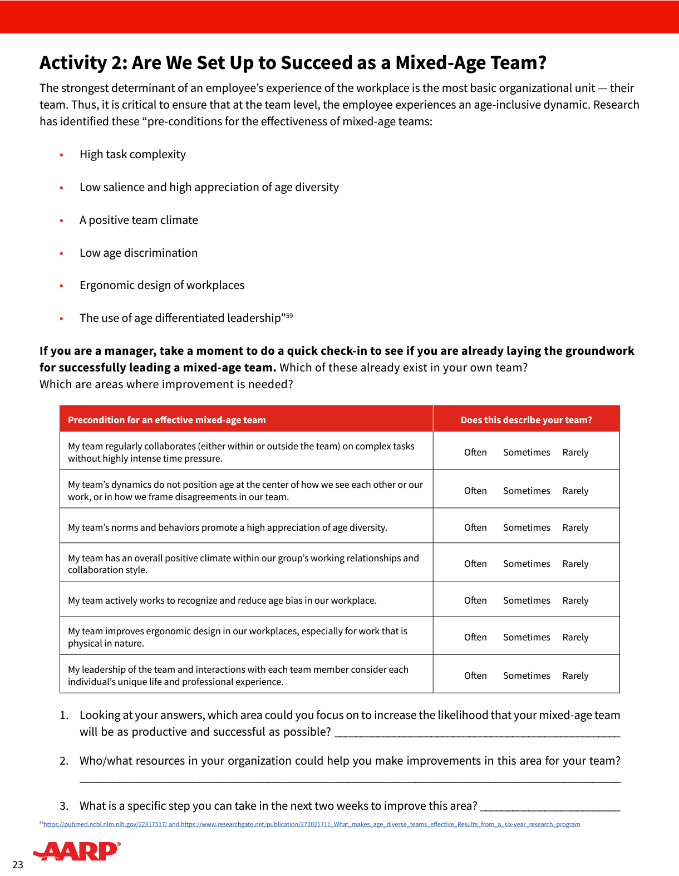 Activity 2: Are We Set Up to Succeed as a Mixed-Age Team?
The strongest determinant of an employee's experience of the workplace is the most basic organizational unit — their
team. Thus, it is critical to ensure that at the team level, the employee experiences an age-inclusive dynamic. Research
has identified these “pre-conditions for the effectiveness of mixed-age teams:
• High task complexity
• Low salience and high appreciation of age diversity
• A positive team climate
• Low age discrimination
• Ergonomic design of workplaces
• The use of age differentiated leadership”59
If you are a manager, take a moment to do a quick check-in to see if you are already laying the groundwork
for successfully leading a mixed-age team. Which of these already exist in your own team?
Which are areas where improvement is needed?
Precondition for an effective mixed-age team Does this describe your team?
My team regularly collaborates (either within or outside the team) on complex tasks
without highly intense time pressure.
Often Sometimes Rarely
My team's dynamics do not position age at the center of how we see each other or our
work, or in how we frame disagreements in our team.
Often Sometimes Rarely
My team's norms and behaviors promote a high appreciation of age diversity.
Often Sometimes Rarely
My team has an overall positive climate within our group's working relationships and
collaboration style.
Often Sometimes Rarely
My team actively works to recognize and reduce age bias in our workplace.
Often Sometimes Rarely
My team improves ergonomic design in our workplaces, especially for work that is
physical in nature.
Often Sometimes Rarely
My leadership of the team and interactions with each team member consider each
individual's unique life and professional experience.
Often Sometimes Rarely
1. Looking at your answers, which area could you focus on to increase the likelihood that your mixed-age team
will be as productive and successful as possible?
2. Who/what resources in your organization could help you make improvements in this area for your team?
3. What is a specific step you can take in the next two weeks to improve this area?
59https://pubmed.ncbi.nlm.nih.gov/22317517/ and https://www.researchgate.net/publication/272021711_What_makes_age_diverse_teams_effective_Results_from_a_six-year_research_program
23
AARP®